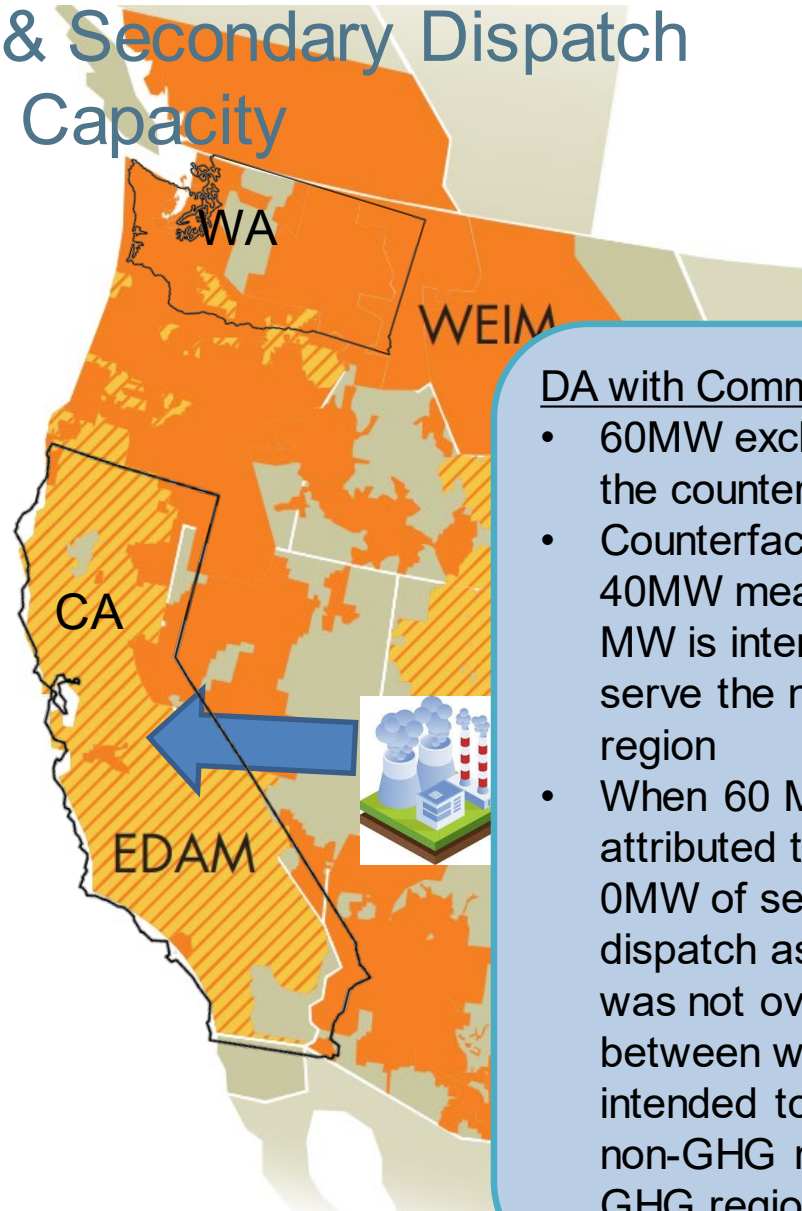 & Secondary Dispatch
Capacity
WA
WEIM
DA with Comm
• 60MW excl
the counter
• Counterfac
40MW mea
MW is inter
serve the n
region
• When 60 M
attributed t
0MW of se
dispatch as
was not ov
between w
intended to
non-GHG r
GHG region
CA
EDAM